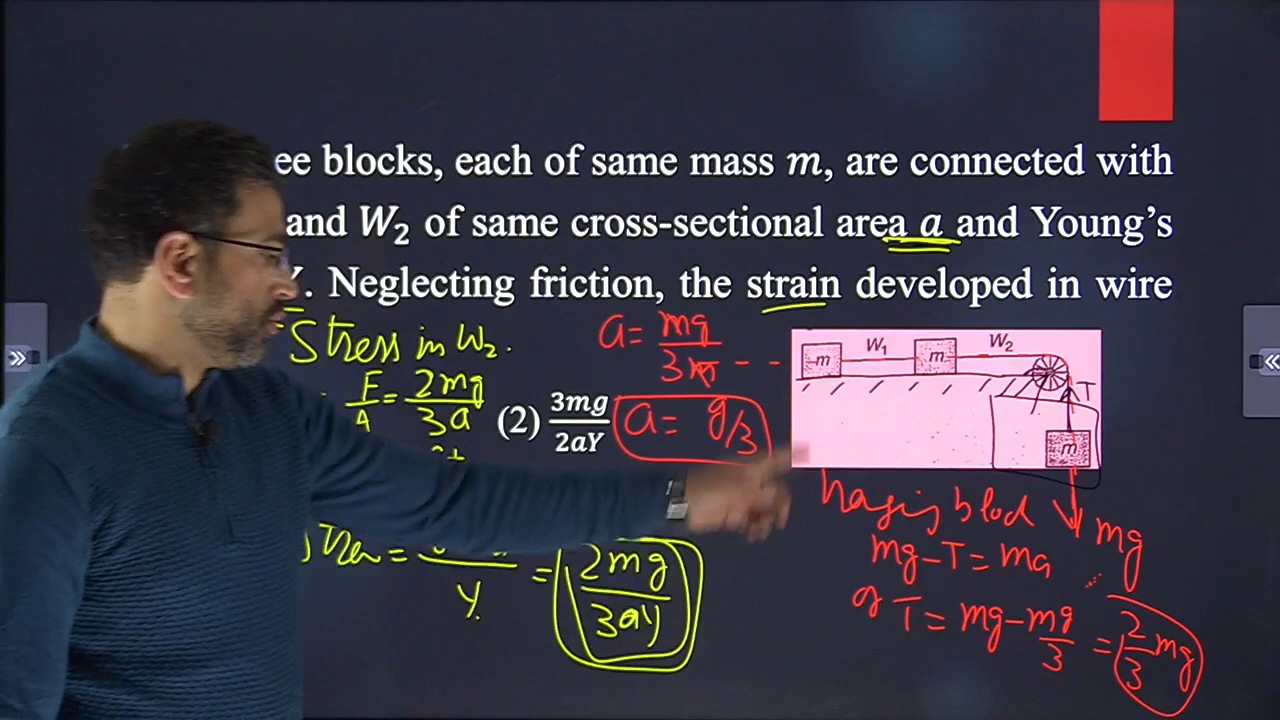 ee blocks, each of same mass m, are connected with
and W₂ of same cross-sectional area a and Young's
Y. Neglecting friction, the strain developed in wire
Stress in W₂.
F/A = 2mg/3a
(2) 3mg/2aY
a = mg/3m
a = g/3
m W₁ m W₂
T
m
mg
block
mg-T=ma
T = mg-mg/3 = 2/3 mg
= /Y = 2mg/3aY